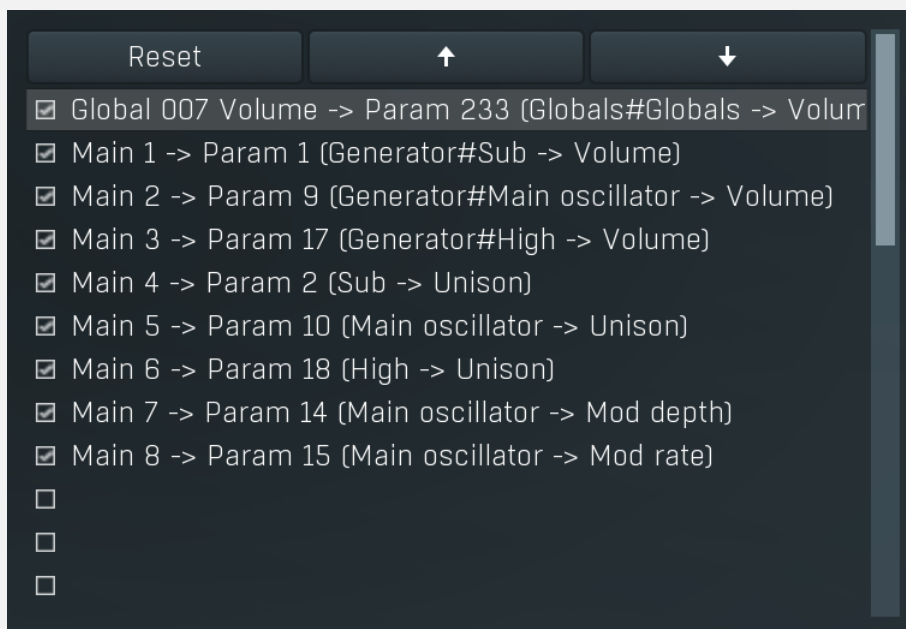 Reset
Global 007 Volume -> Param 233 (Globals#Globals -> Volum
Main 1 -> Param 1 (Generator#Sub -> Volume)
Main 2 -> Param 9 (Generator#Main oscillator -> Volume)
Main 3 -> Param 17 (Generator#High -> Volume)
Main 4 -> Param 2 (Sub -> Unison)
Main 5 -> Param 10 (Main oscillator -> Unison)
Main 6 -> Param 18 (High -> Unison)
Main 7 -> Param 14 (Main oscillator -> Mod depth)
Main 8 -> Param 15 (Main oscillator -> Mod rate)